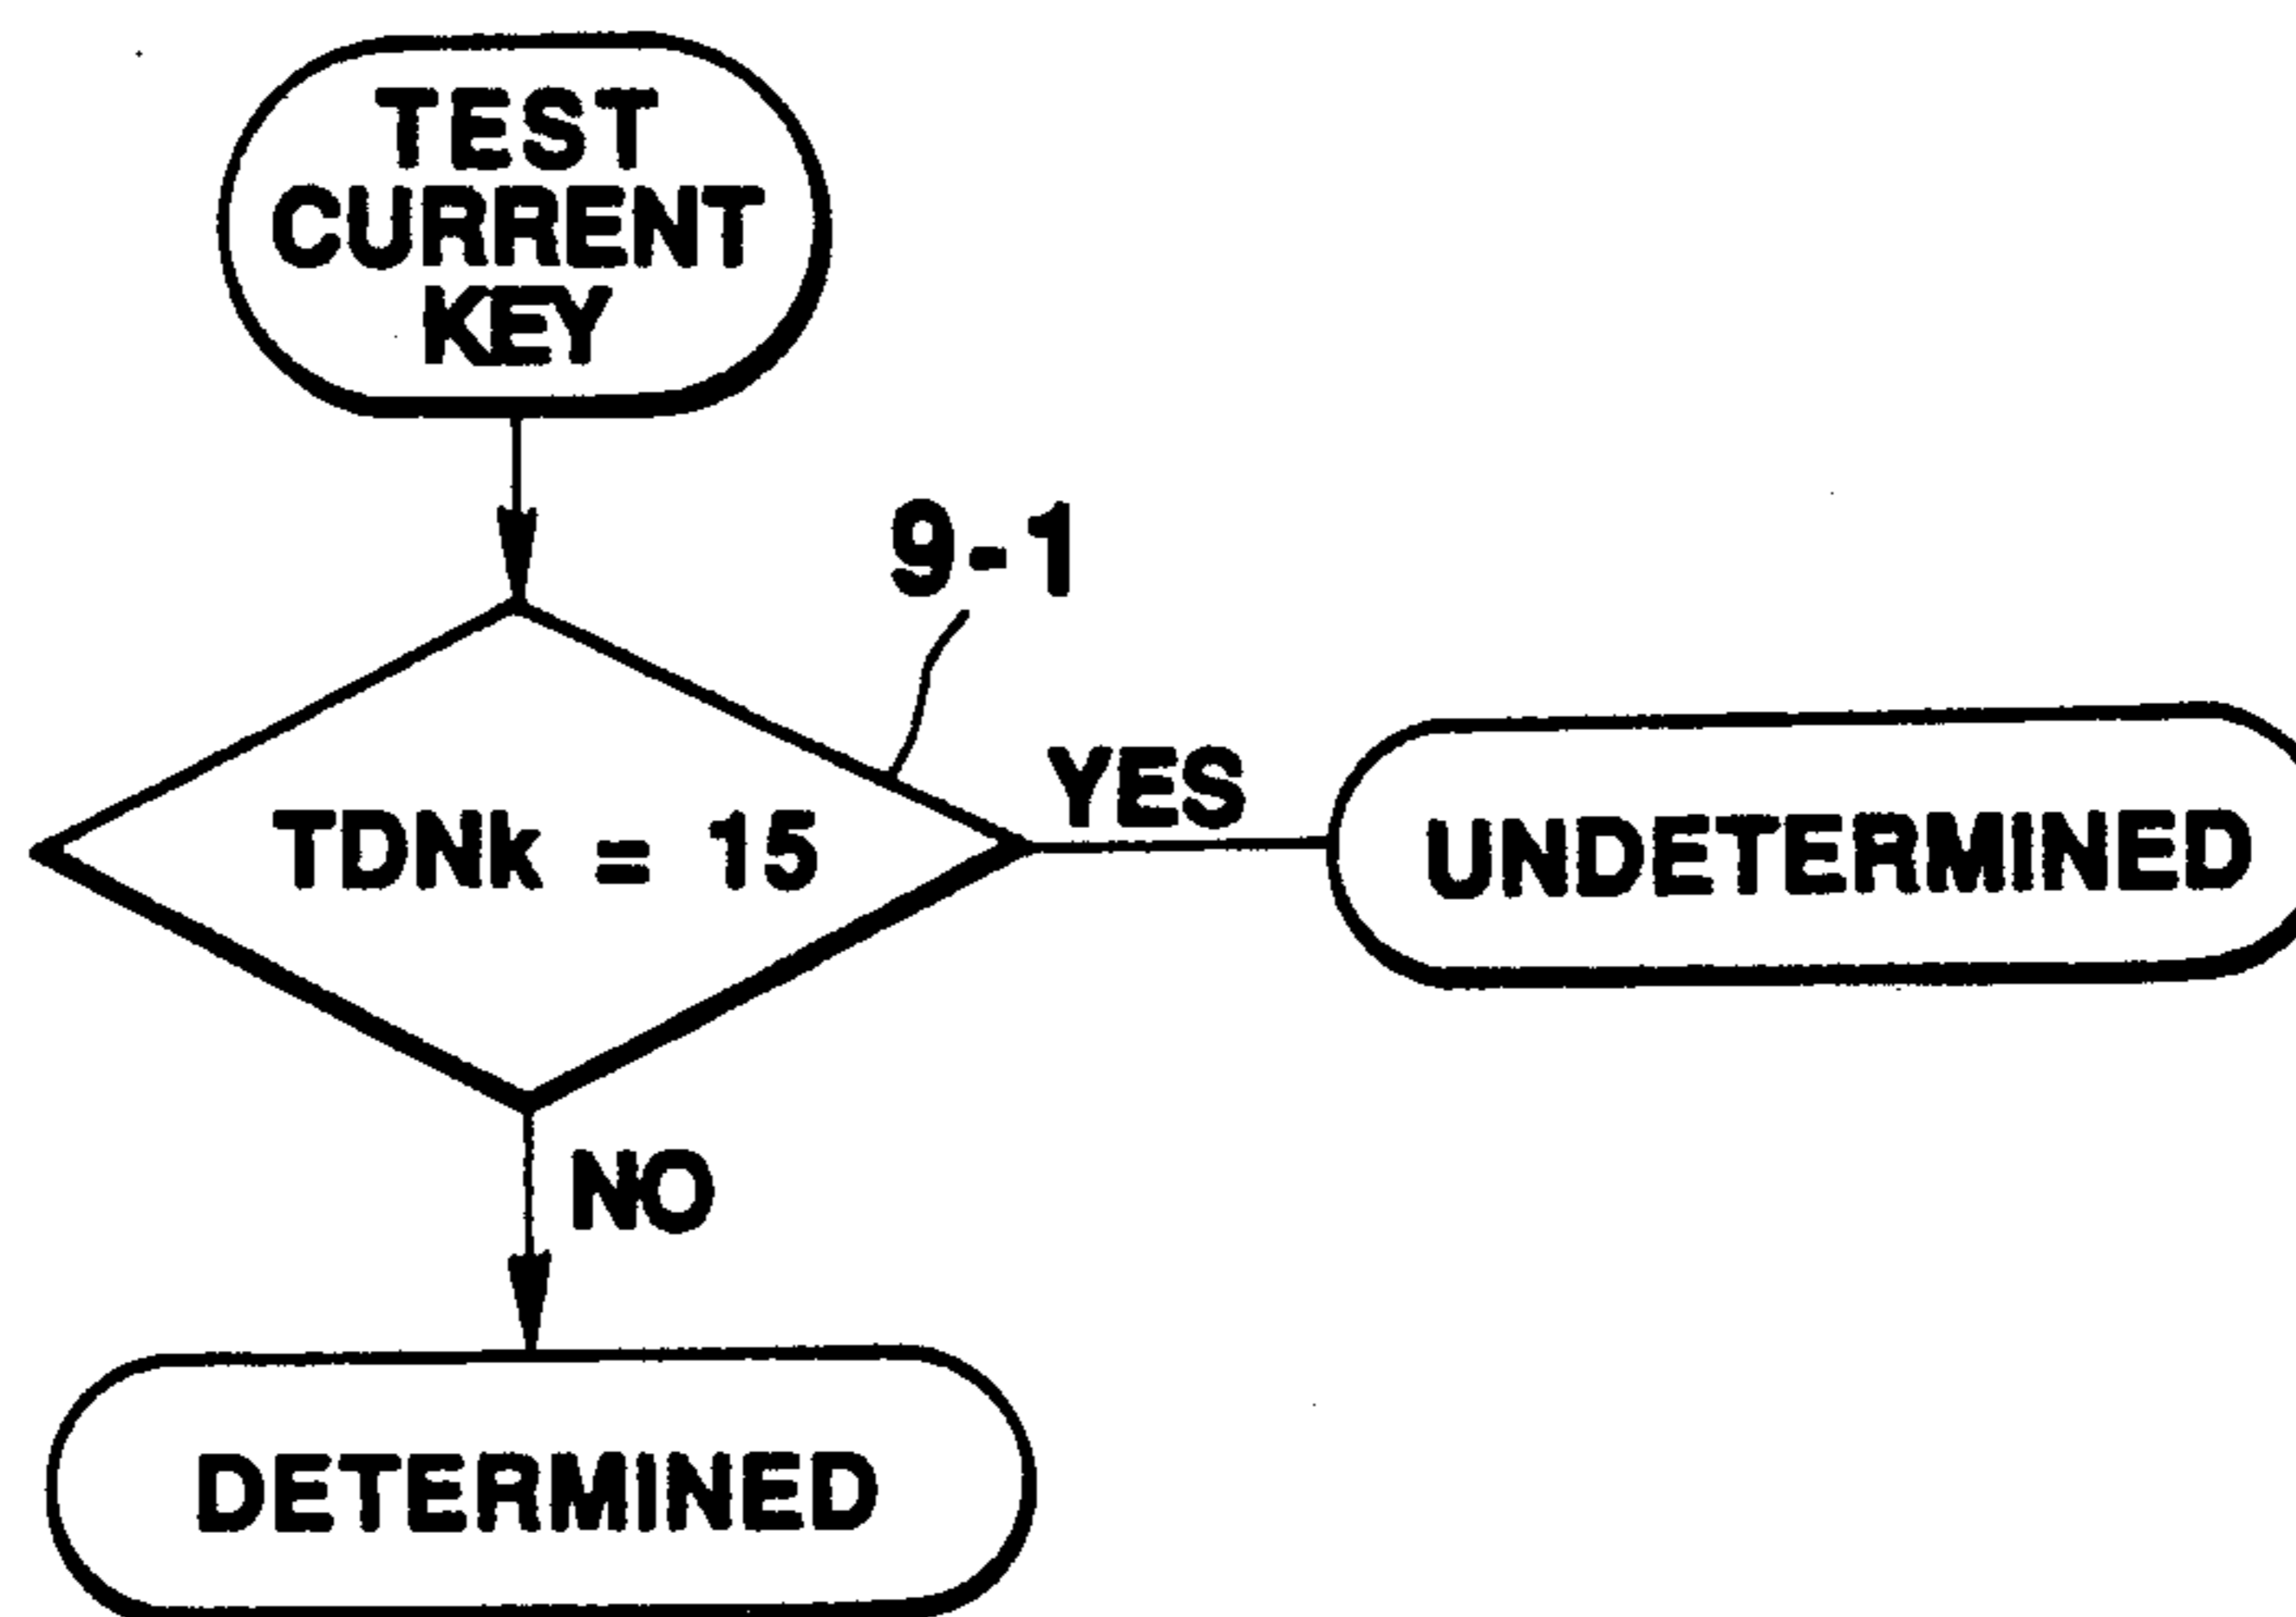 TEST
CURRENT
KEY
9-1
TDNk = 15
YES
UNDETERMINED
NO
DETERMINED